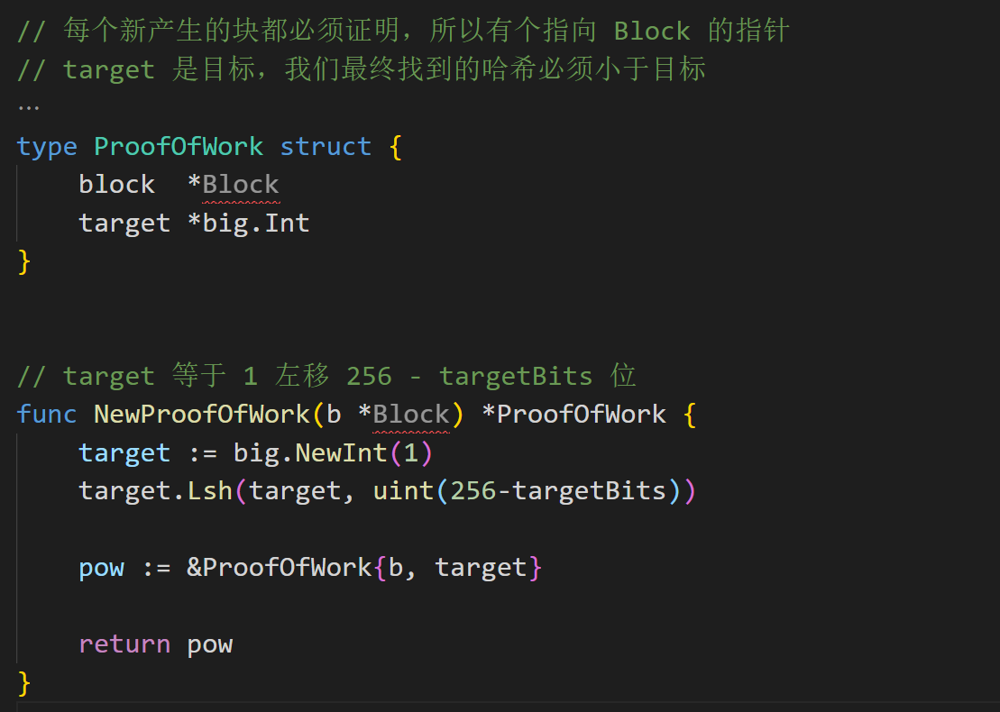 // 每个新产生的块都必须证明，所以有个指向 Block 的指针
// target 是目标，我们最终找到的哈希必须小于目标
...
type ProofOfWork struct {
    block  *Block
    target *big.Int
}
// target 等于 1 左移 256 - targetBits 位
func NewProofOfWork(b *Block) *ProofOfWork {
    target := big.NewInt(1)
    target.Lsh(target, uint(256-targetBits))
    pow := &ProofOfWork{b, target}
    return pow
}